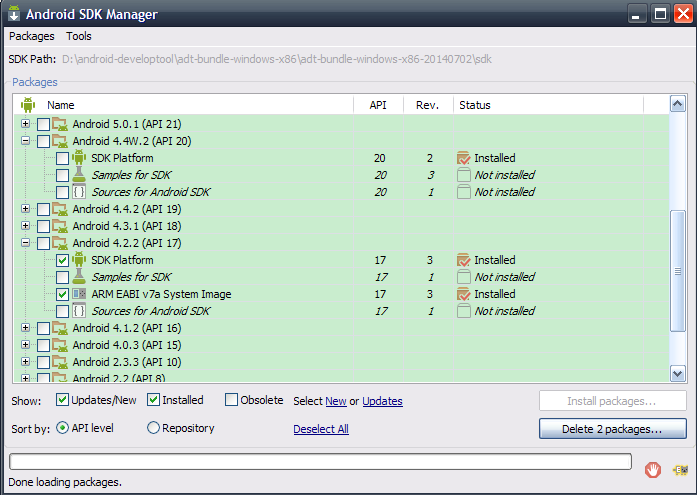 Android SDK Manager
Packages Tools
SDK Path: D:\android-developtool\adt-bundle-windows-x86\adt-bundle-windows-x86-20140702\sdk
Packages
Name API Rev. Status
Android 5.0.1 (API 21)
Android 4.4W.2 (API 20)
SDK Platform 20 2 Installed
Samples for SDK 20 3 Not installed
Sources for Android SDK 20 1 Not installed
Android 4.4.2 (API 19)
Android 4.3.1 (API 18)
Android 4.2.2 (API 17)
SDK Platform 17 3 Installed
Samples for SDK 17 1 Not installed
ARM EABI v7a System Image 17 3 Installed
Sources for Android SDK 17 1 Not installed
Android 4.1.2 (API 16)
Android 4.0.3 (API 15)
Android 2.3.3 (API 10)
Android 2.2 (API 8)
Show: Updates/New Installed Obsolete Select New or Updates Install packages...
Sort by: API level Repository Deselect All Delete 2 packages...
Done loading packages.